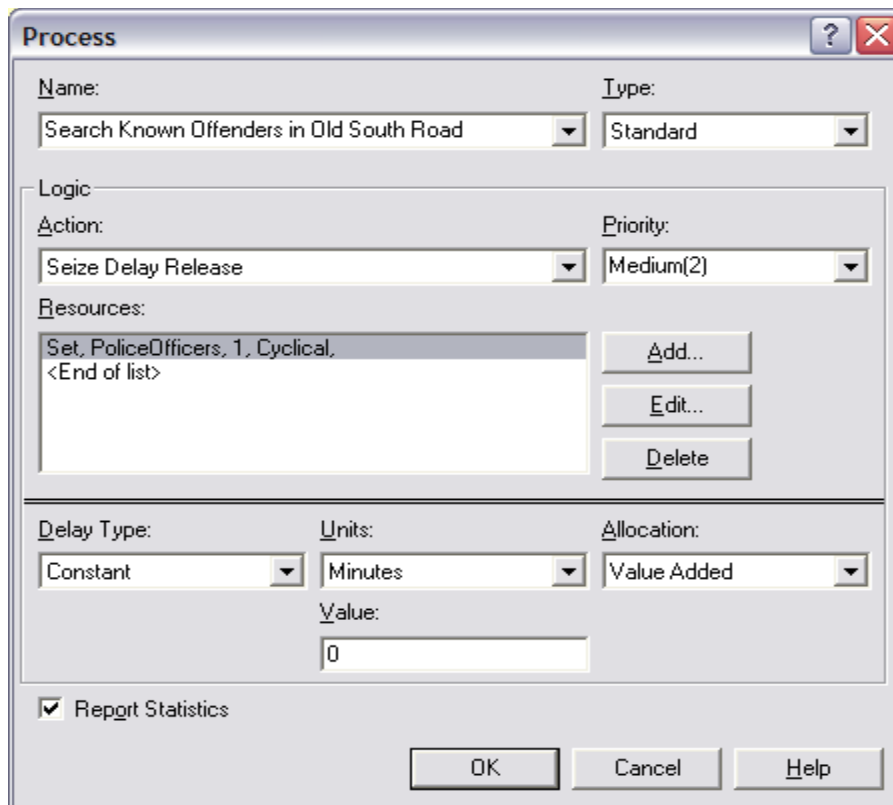 Process
?
Name: Type:
Search Known Offenders in Old South Road Standard
Logic
Action: Priority:
Seize Delay Release Medium(2)
Resources:
Set, PoliceOfficers, 1, Cyclical, Add...
<End of list>
Edit...
Delete
Delay Type: Units: Allocation:
Constant Minutes Value Added
Value:
0
Report Statistics
OK Cancel Help